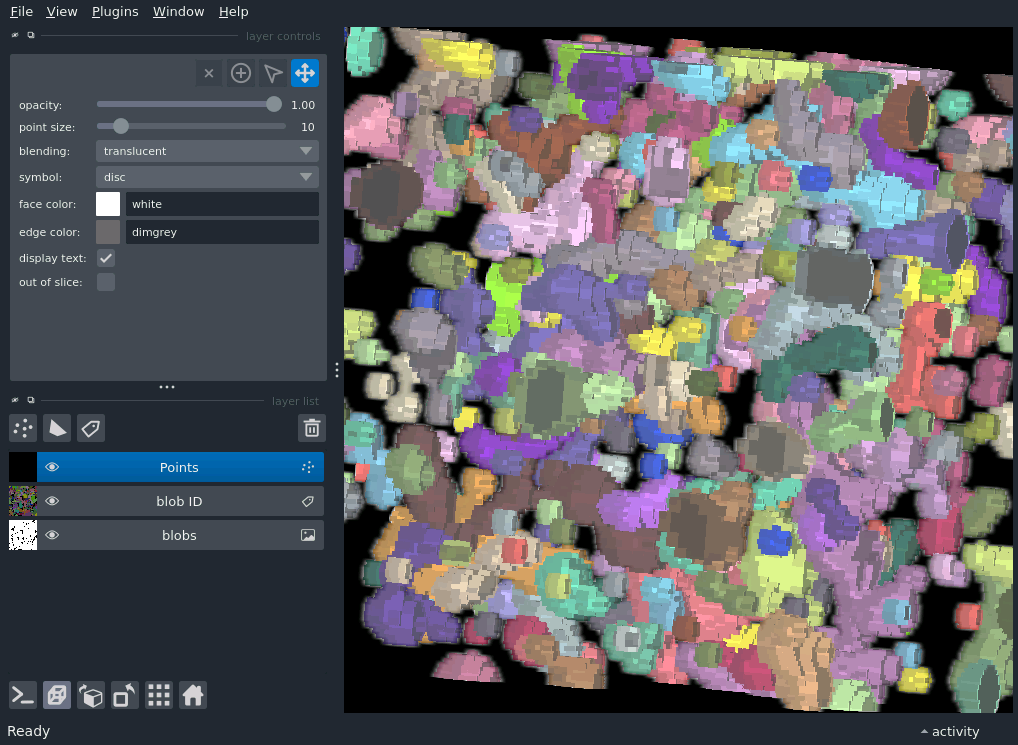 File View Plugins Window Help
layer controls
opacity: 1.00
point size: 10
blending: translucent
symbol: disc
face color: white
edge color: dimgrey
display text:
out of slice:
layer list
Points
blob ID
blobs
Ready
activity